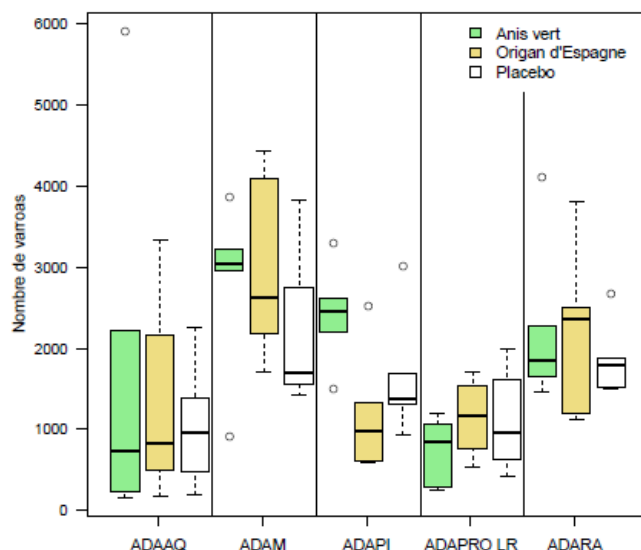 6000
5000
4000
3000
2000
1000
0
Nombre de varroas
Anis vert
Origan d'Espagne
Placebo
ADAAQ
ADAM
ADAPI
ADAPRO LR
ADARA